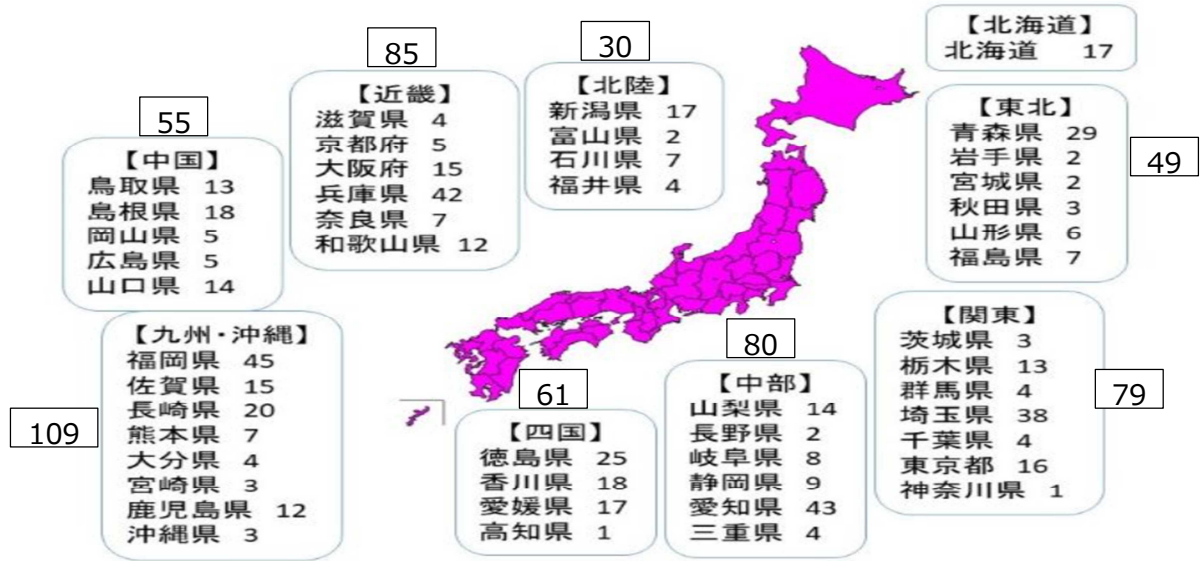 【北海道】
北海道 17
30
【北陸】
新潟県 17
富山県 2
石川県 7
福井県 4
85
【近畿】
滋賀県 4
京都府 5
大阪府 15
兵庫県 42
奈良県 7
和歌山県 12
【東北】
青森県 29
岩手県 2
宮城県 2
秋田県 3
山形県 6
福島県 7
49
55
【中国】
鳥取県 13
島根県 18
岡山県 5
広島県 5
山口県 14
【関東】
茨城県 3
栃木県 13
群馬県 4
埼玉県 38
千葉県 4
東京都 16
神奈川県 1
79
【九州・沖縄】
福岡県 45
佐賀県 15
長崎県 20
熊本県 7
大分県 4
宮崎県 3
鹿児島県 12
沖縄県 3
109
61
【四国】
徳島県 25
香川県 18
愛媛県 17
高知県 1
80
【中部】
山梨県 14
長野県 2
岐阜県 8
静岡県 9
愛知県 43
三重県 4